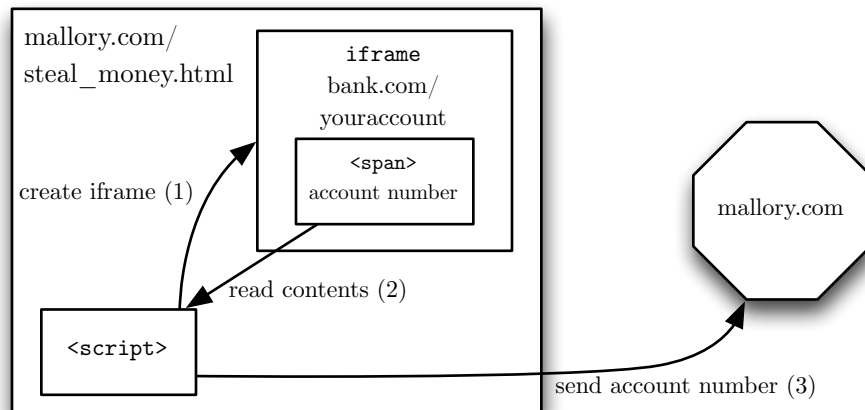 mallory.com/
steal_money.html
iframe
bank.com/
youraccount
<span>
account number
create iframe (1)
mallory.com
read contents (2)
<script>
send account number (3)